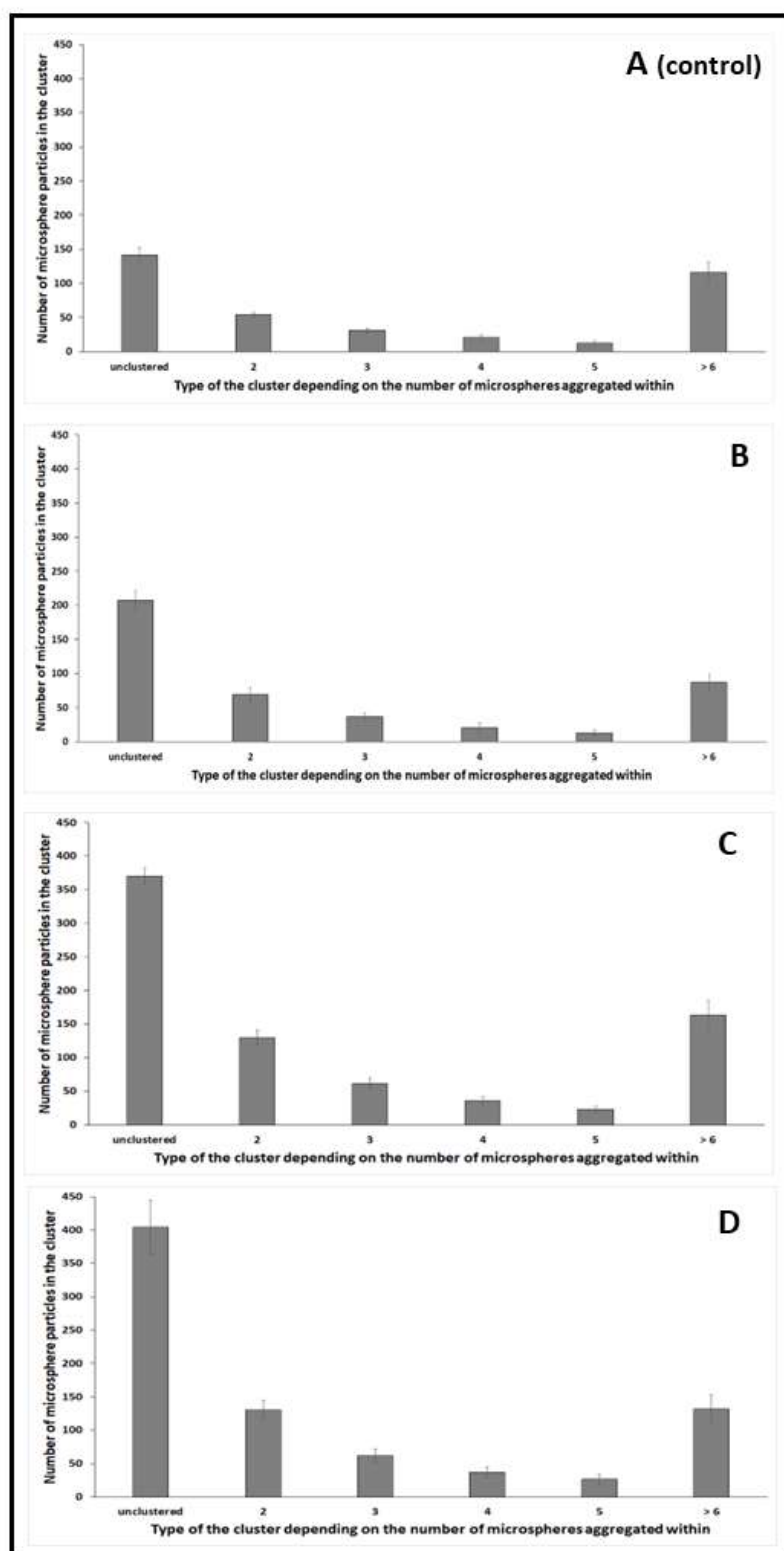 A (control)
Number of microsphere particles in the cluster
450
400
350
300
250
200
150
100
50
0
unclustered 2 3 4 5 > 6
Type of the cluster depending on the number of microspheres aggregated within
B
Number of microsphere particles in the cluster
450
400
350
300
250
200
150
100
50
0
unclustered 2 3 4 5 > 6
Type of the cluster depending on the number of microspheres aggregated within
C
Number of microsphere particles in the cluster
450
400
350
300
250
200
150
100
50
0
unclustered 2 3 4 5 > 6
Type of the cluster depending on the number of microspheres aggregated within
D
Number of microsphere particles in the cluster
450
400
350
300
250
200
150
100
50
0
unclustered 2 3 4 5 > 6
Type of the cluster depending on the number of microspheres aggregated within